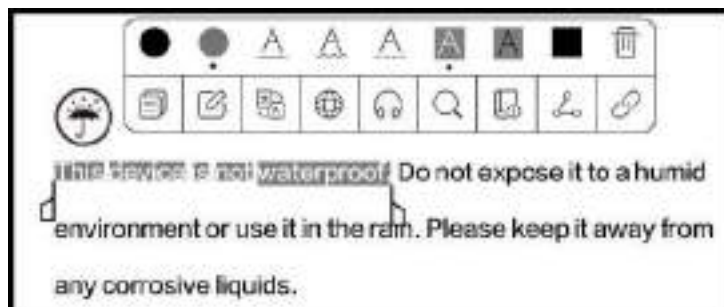 A A A A A
This device is not waterproof. Do not expose it to a humid
environment or use it in the rain. Please keep it away from
any corrosive liquids.